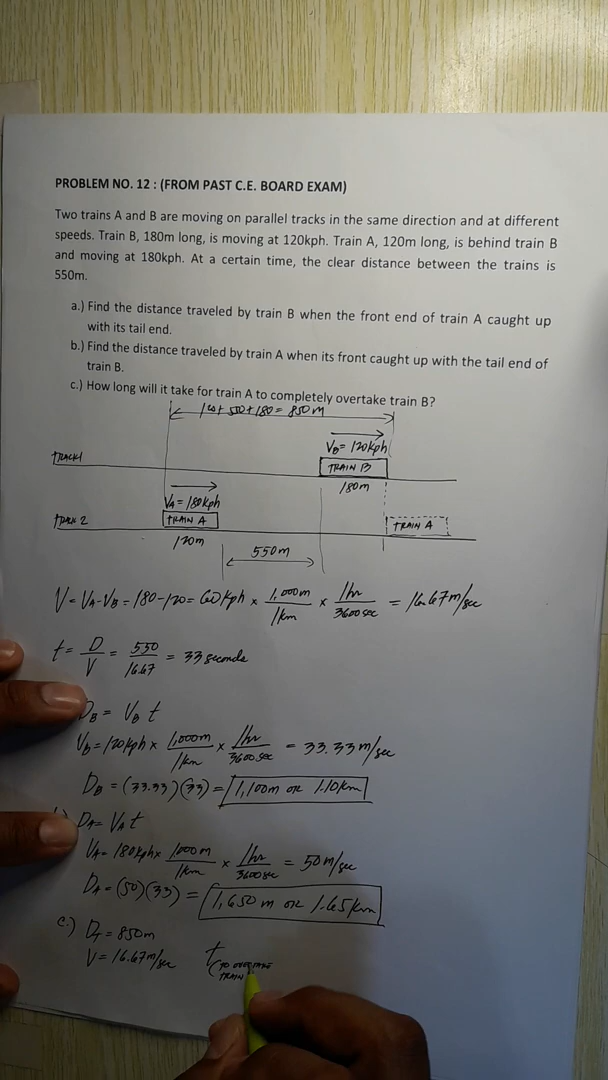 PROBLEM NO. 12 : (FROM PAST C.E. BOARD EXAM)
Two trains A and B are moving on parallel tracks in the same direction and at different
speeds. Train B, 180m long, is moving at 120kph. Train A, 120m long, is behind train B
and moving at 180kph. At a certain time, the clear distance between the trains is
550m.
a.) Find the distance traveled by train B when the front end of train A caught up
with its tail end.
b.) Find the distance traveled by train A when its front caught up with the tail end of
train B.
c.) How long will it take for train A to completely overtake train B?
120+550+180=850m
VB=120kph
TRACK 1
TRAIN B
180m
VA=180kph
TRACK 2 TRAIN A TRAIN A
120m
550m
V=VA-VB=180-120=60kph × 1,000m/1km × 1hr/3600sec = 16.67m/sec
t= D/V = 550/16.67 = 33 seconds
DB = VB t
VB=120kph × 1,000m/1km × 1hr/3600sec = 33.33m/sec
DB = (33.33)(33) = 1,100m or 1.10km
DA= VA t
VA= 180kph× 1000m/1km × 1hr/3600sec = 50m/sec
DA= (50)(33) = 1,650m or 1.65km
c.) DT = 850m
V= 16.67m/sec t (TO OVERTAKE
TRAIN